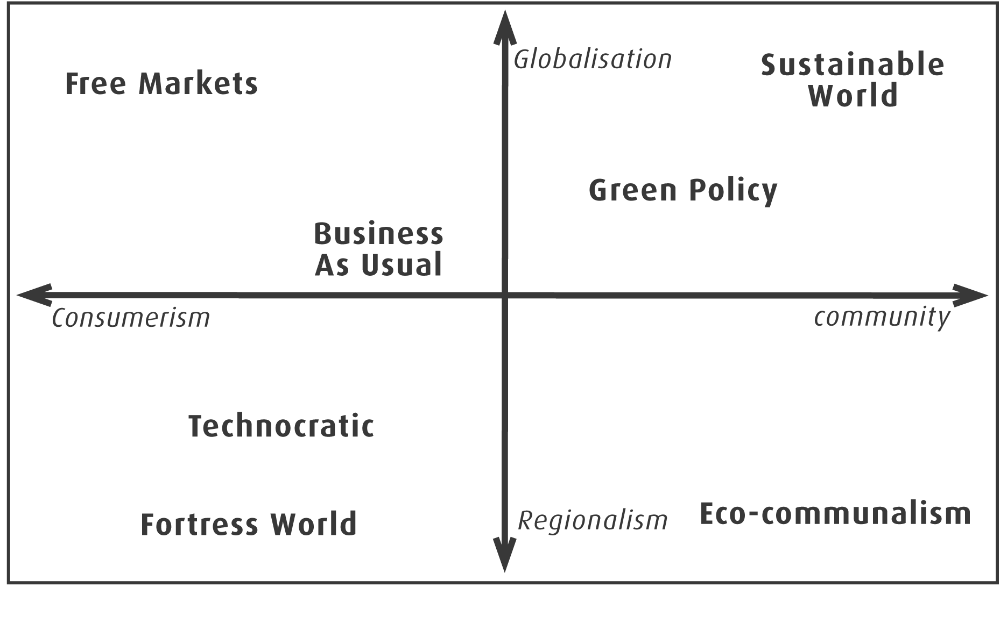 Globalisation
Sustainable
World
Free Markets
Green Policy
Business
As Usual
Consumerism
community
Technocratic
Eco-communalism
Regionalism
Fortress World